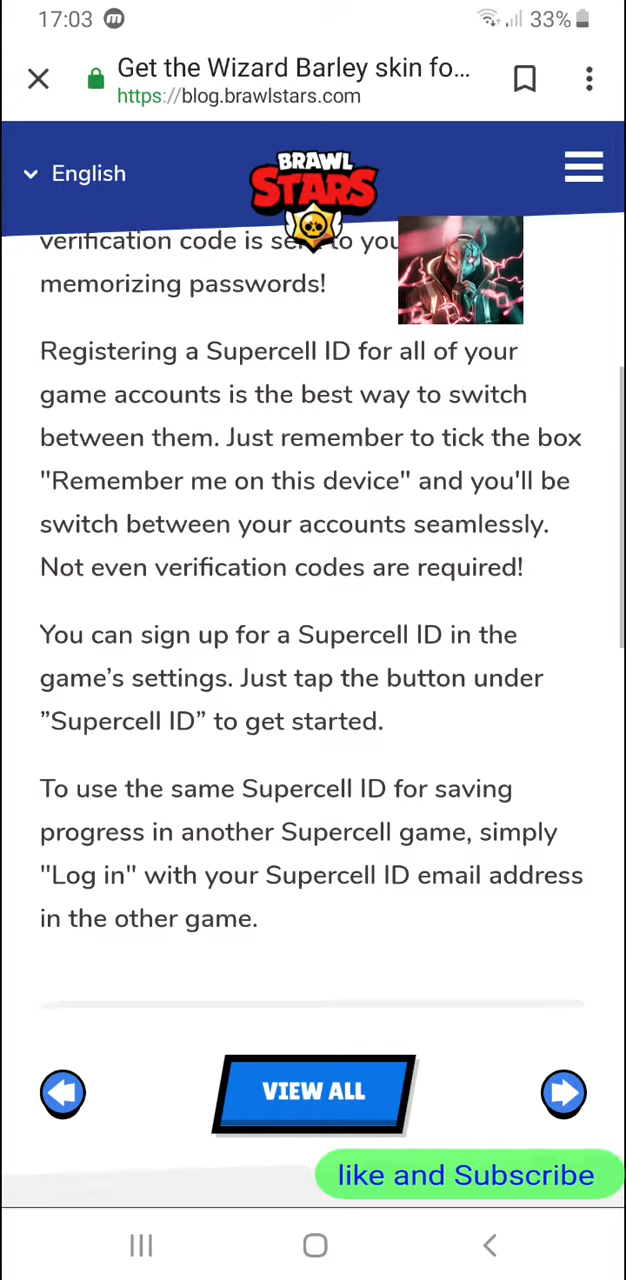 17:03
33%
Get the Wizard Barley skin fo...
https://blog.brawlstars.com
English
BRAWL
STARS
verification code is sent to you
memorizing passwords!
Registering a Supercell ID for all of your
game accounts is the best way to switch
between them. Just remember to tick the box
"Remember me on this device" and you'll be
switch between your accounts seamlessly.
Not even verification codes are required!
You can sign up for a Supercell ID in the
game’s settings. Just tap the button under
”Supercell ID” to get started.
To use the same Supercell ID for saving
progress in another Supercell game, simply
"Log in" with your Supercell ID email address
in the other game.
VIEW ALL
like and Subscribe